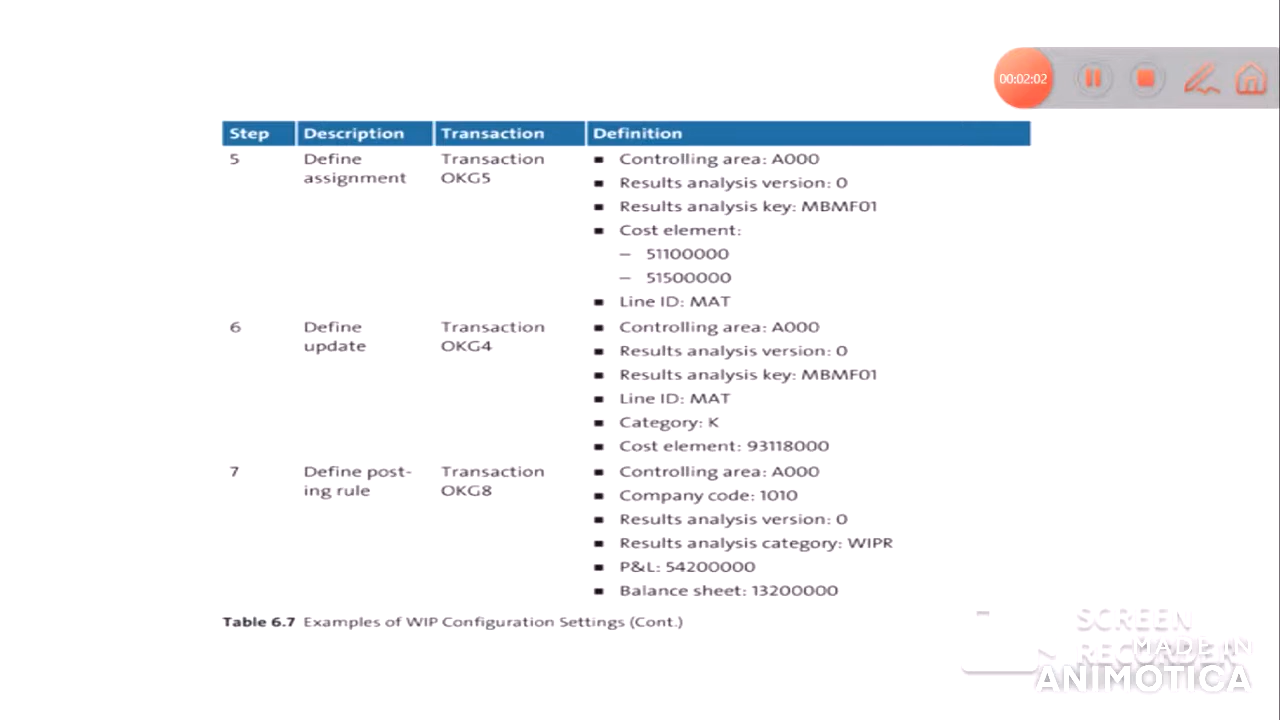 00:02:02
Step Description Transaction Definition
5 Define assignment Transaction OKG5
■ Controlling area: A000
■ Results analysis version: 0
■ Results analysis key: MBMF01
■ Cost element:
– 51100000
– 51500000
■ Line ID: MAT
6 Define update Transaction OKG4
■ Controlling area: A000
■ Results analysis version: 0
■ Results analysis key: MBMF01
■ Line ID: MAT
■ Category: K
■ Cost element: 93118000
7 Define post-ing rule Transaction OKG8
■ Controlling area: A000
■ Company code: 1010
■ Results analysis version: 0
■ Results analysis category: WIPR
■ P&L: 54200000
■ Balance sheet: 13200000
Table 6.7 Examples of WIP Configuration Settings (Cont.)
SCREEN
RECORDER
MADE IN
ANIMOTICA